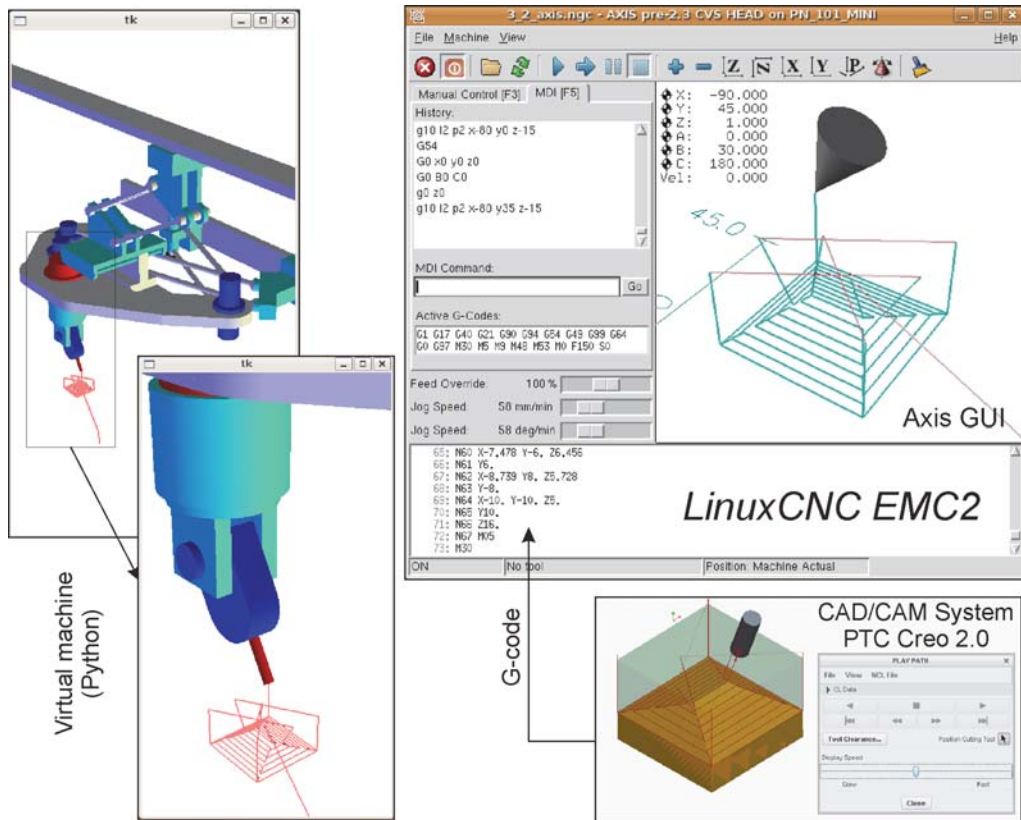 tk
3_2_axis.ngc - AXIS pre-2.3 CVS HEAD on PN_101_MINI
File Machine View Help
Manual Control [F3] MDI [F5]
History:
g10 l2 p2 x-80 y0 z-15
G54
G0 x0 y0 z0
G0 B0 C0
g0 z0
g10 l2 p2 x-80 y35 z-15
MDI Command:
Go
Active G-Codes:
G1 G17 G40 G21 G90 G94 G54 G49 G99 G64
G0 G97 M30 M5 M9 M48 M53 M0 F150 S0
Feed Override: 100 %
Jog Speed: 58 mm/min
Jog Speed: 58 deg/min
Z N X Y P
X: -90.000
Y: 45.000
Z: 1.000
A: 0.000
B: 30.000
C: 180.000
Vel: 0.000
45.0
Axis GUI
65: N60 X-7.478 Y-6. Z6.456
66: N61 Y6.
67: N62 X-8.739 Y8. Z5.728
68: N63 Y-8.
69: N64 X-10. Y-10. Z5.
70: N65 Y10.
71: N66 Z16.
72: N67 M05
73: M30
LinuxCNC EMC2
ON No tool Position: Machine Actual
tk
Virtual machine
(Python)
G-code
CAD/CAM System
PTC Creo 2.0
PLAY PATH
File View NCL File
CL Data
Tool Clearance...
Position Cutting Tool
Display Speed
Slow Fast
Close